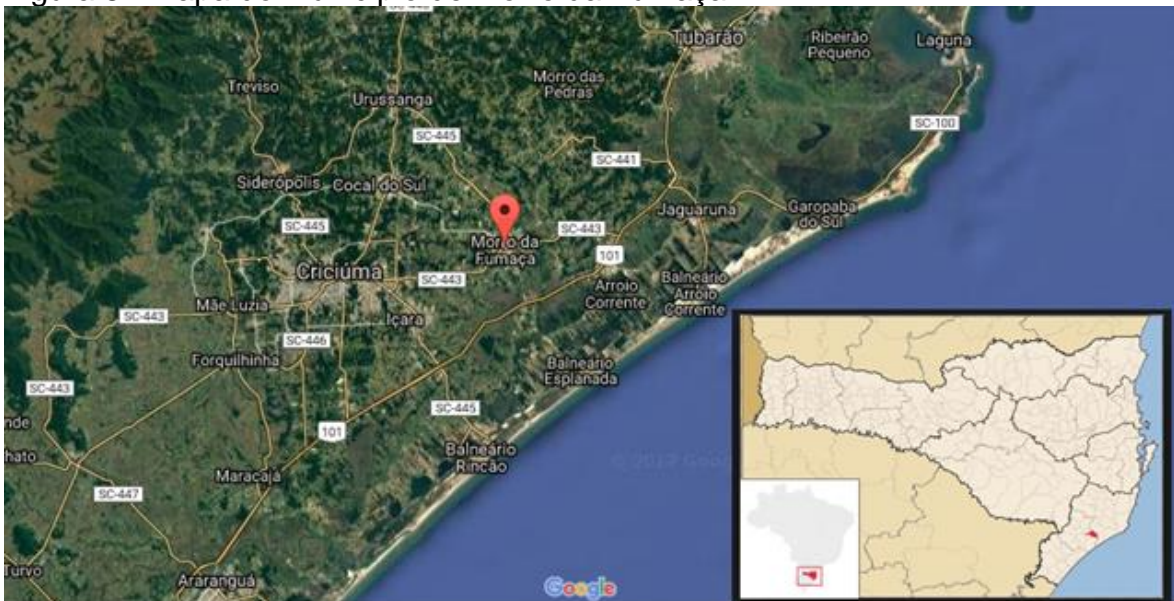 Tubarão
Ribeirão
Pequeno
Laguna
Treviso
Morro das
Pedras
Urussanga
SC-445
SC-100
SC-441
Siderópolis
Cocal do Sul
Jaguaruna
Garopaba
do Sul
SC-445
SC-443
Morro da
Fumaça
101
Criciúma
SC-443
Arroio
Corrente
Balneário
Arroio
Corrente
Mãe Luzia
SC-443
Içara
SC-446
Forquilhinha
Balneário
Esplanada
SC-443
nde
SC-445
101
hato
Balneário
Rincão
Maracajá
SC-447
Turvo
Araranguá
Google